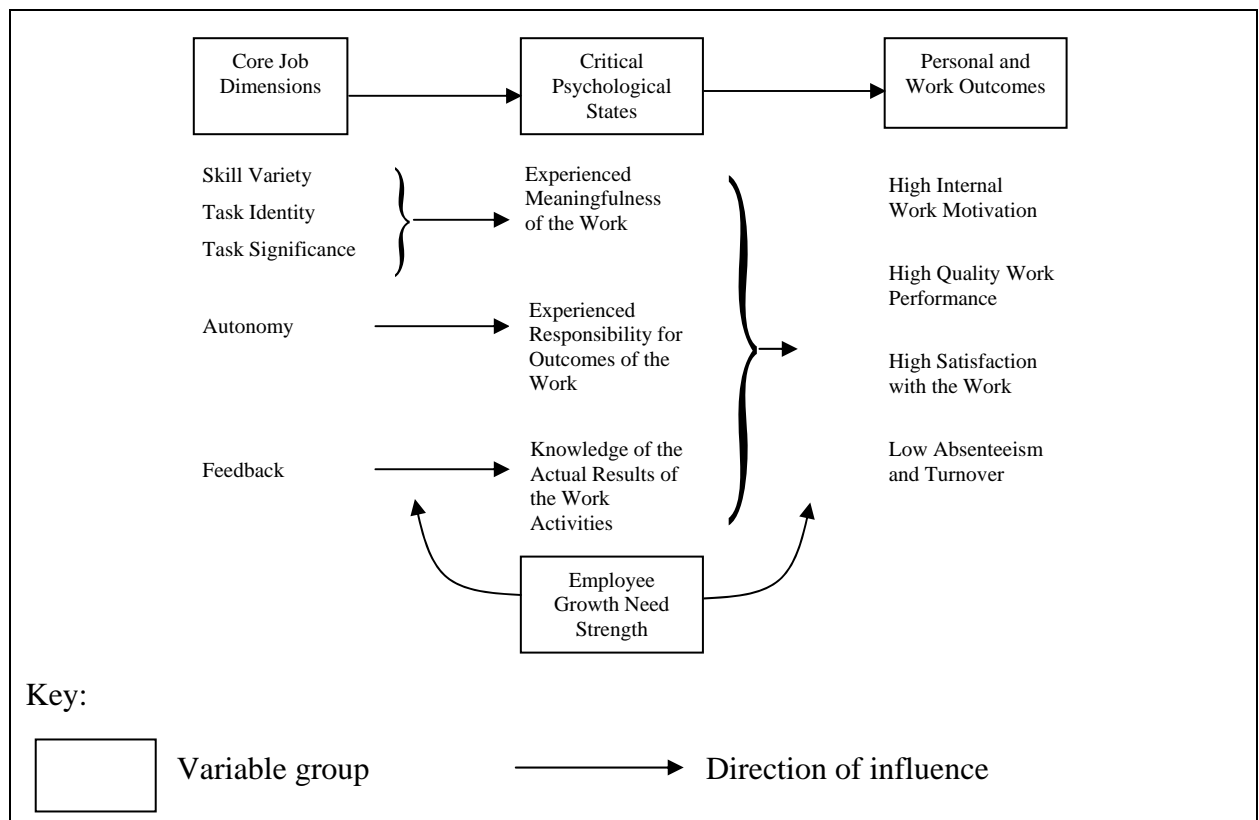 Core Job
Dimensions
Critical
Psychological
States
Personal and
Work Outcomes
Skill Variety
Task Identity
Task Significance
Experienced
Meaningfulness
of the Work
High Internal
Work Motivation
Autonomy
Experienced
Responsibility for
Outcomes of the
Work
High Quality Work
Performance
High Satisfaction
with the Work
Feedback
Knowledge of the
Actual Results of
the Work
Activities
Low Absenteeism
and Turnover
Employee
Growth Need
Strength
Key:
Variable group
Direction of influence